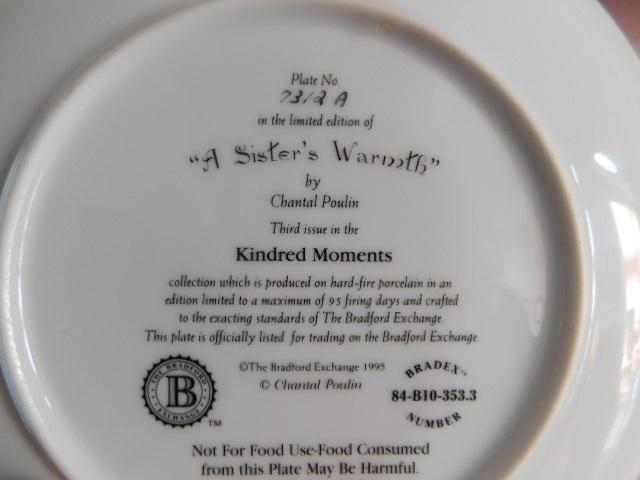 Plate No.
7312 A
in the limited edition of
"A Sister's Warmth"
by
Chantal Poulin
Third issue in the
Kindred Moments
collection which is produced on hard-fire porcelain in an
edition limited to a maximum of 95 firing days and crafted
to the exacting standards of The Bradford Exchange.
This plate is officially listed for trading on the Bradford Exchange.
THE BRADFORD
B
EXCHANGE
TM
©The Bradford Exchange 1995
© Chantal Poulin
BRADEX™
84-B10-353.3
NUMBER
Not For Food Use-Food Consumed
from this Plate May Be Harmful.